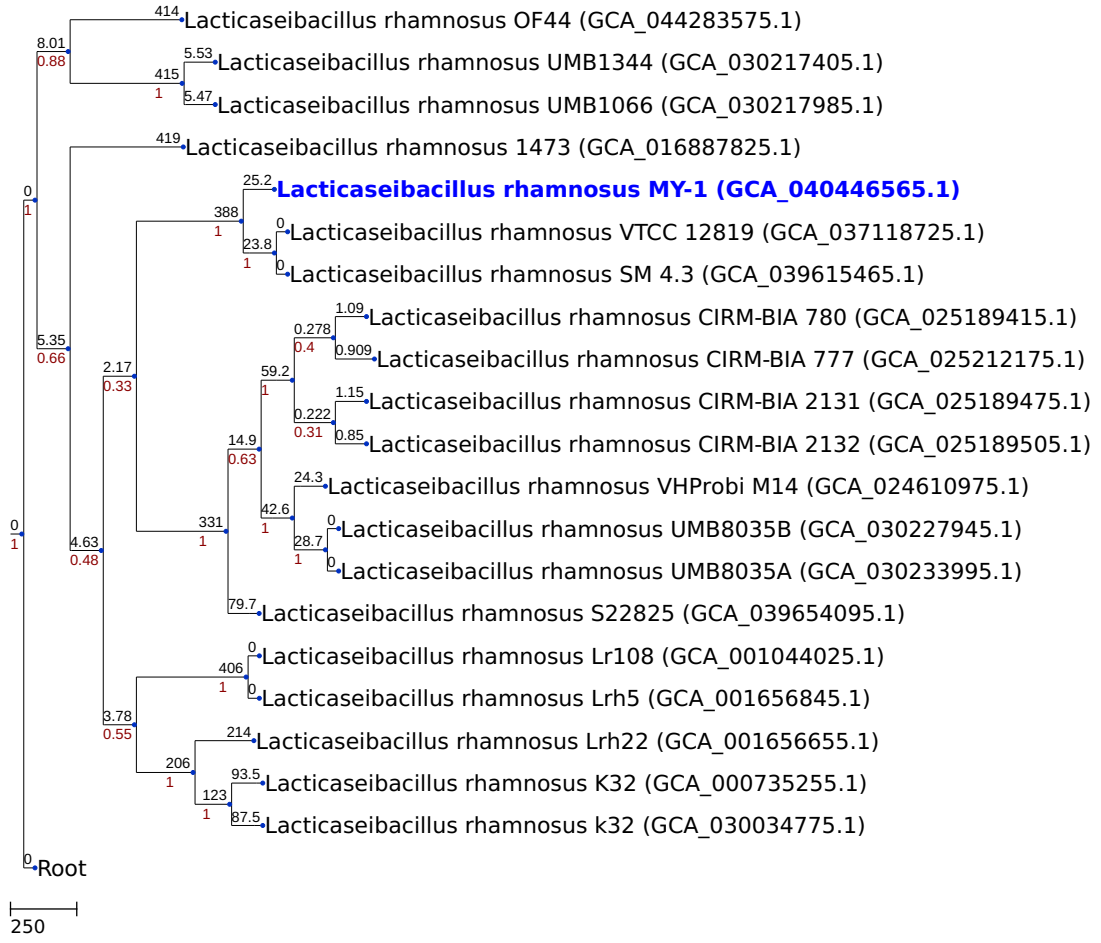 414 Lacticaseibacillus rhamnosus OF44 (GCA_044283575.1)
8.01
0.88
5.53 Lacticaseibacillus rhamnosus UMB1344 (GCA_030217405.1)
415
1
5.47 Lacticaseibacillus rhamnosus UMB1066 (GCA_030217985.1)
419 Lacticaseibacillus rhamnosus 1473 (GCA_016887825.1)
0
1
25.2 Lacticaseibacillus rhamnosus MY-1 (GCA_040446565.1)
388
1
0 Lacticaseibacillus rhamnosus VTCC 12819 (GCA_037118725.1)
23.8
1
0 Lacticaseibacillus rhamnosus SM 4.3 (GCA_039615465.1)
1.09 Lacticaseibacillus rhamnosus CIRM-BIA 780 (GCA_025189415.1)
0.278
0.4
5.35
0.66
0.909 Lacticaseibacillus rhamnosus CIRM-BIA 777 (GCA_025212175.1)
2.17
0.33
59.2
1
1.15 Lacticaseibacillus rhamnosus CIRM-BIA 2131 (GCA_025189475.1)
0.222
0.31
0.85 Lacticaseibacillus rhamnosus CIRM-BIA 2132 (GCA_025189505.1)
14.9
0.63
24.3 Lacticaseibacillus rhamnosus VHProbi M14 (GCA_024610975.1)
42.6
1
0 Lacticaseibacillus rhamnosus UMB8035B (GCA_030227945.1)
0
1
331
1
28.7
1
4.63
0.48
0 Lacticaseibacillus rhamnosus UMB8035A (GCA_030233995.1)
79.7 Lacticaseibacillus rhamnosus S22825 (GCA_039654095.1)
0 Lacticaseibacillus rhamnosus Lr108 (GCA_001044025.1)
406
1
0 Lacticaseibacillus rhamnosus Lrh5 (GCA_001656845.1)
3.78
0.55
214 Lacticaseibacillus rhamnosus Lrh22 (GCA_001656655.1)
206
1
93.5 Lacticaseibacillus rhamnosus K32 (GCA_000735255.1)
123
1
87.5 Lacticaseibacillus rhamnosus k32 (GCA_030034775.1)
0 Root
250